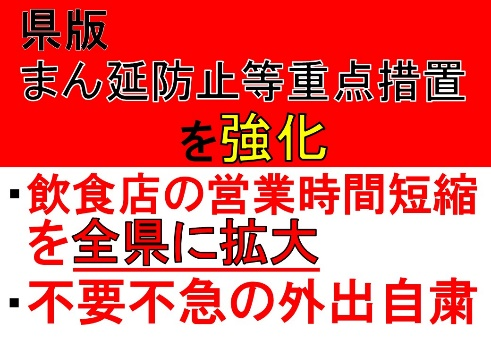 県版
まん延防止等重点措置
を強化
・飲食店の営業時間短縮
を全県に拡大
・不要不急の外出自粛